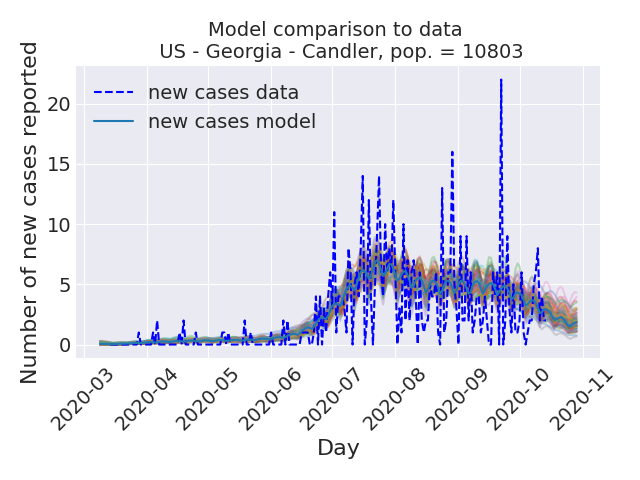 Model comparison to data
US - Georgia - Candler, pop. = 10803
Number of new cases reported
20
15
10
5
0
new cases data
new cases model
2020-03
2020-04
2020-05
2020-06
2020-07
2020-08
2020-09
2020-10
2020-11
Day